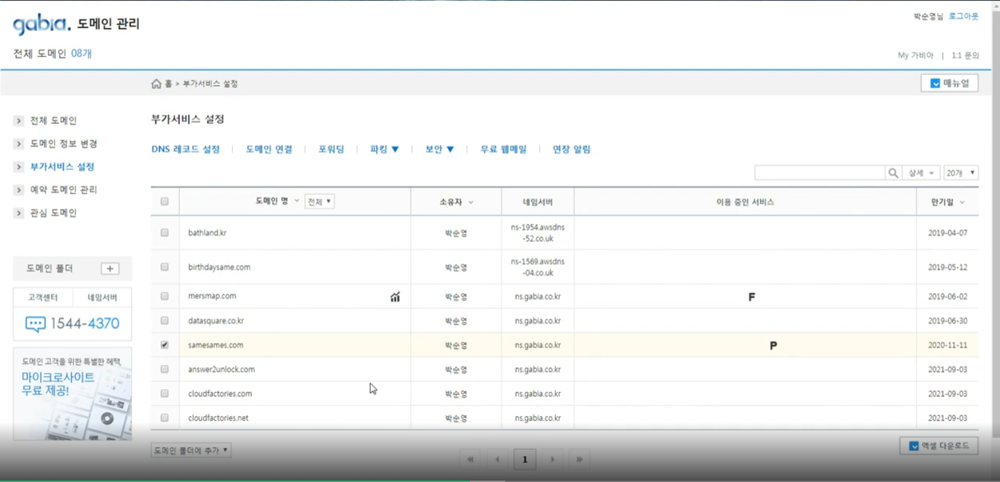 gabia. 도메인 관리
박순영님 로그아웃
전체 도메인 08개
My 가비아 | 1:1 문의
홈 > 부가서비스 설정
매뉴얼
전체 도메인
도메인 정보 변경
부가서비스 설정
예약 도메인 관리
관심 도메인
도메인 폴더 +
고객센터 네임서버
1544-4370
도메인 고객을 위한 특별한 혜택,
마이크로사이트
무료 제공!
부가서비스 설정
DNS 레코드 설정 | 도메인 연결 | 포워딩 | 파킹 ▼ | 보안 ▼ | 무료 웹메일 | 연장 알림
상세 20개
도메인 명 전체 소유자 네임서버 이용 중인 서비스 만기일
bathland.kr 박순영 ns-1954.awsdns
-52.co.uk 2019-04-07
birthdaysame.com 박순영 ns-1569.awsdns
-04.co.uk 2019-05-12
mersmap.com 박순영 ns.gabia.co.kr F 2019-06-02
datasquare.co.kr 박순영 ns.gabia.co.kr 2019-06-30
samesames.com 박순영 ns.gabia.co.kr P 2020-11-11
answer2unlock.com 박순영 ns.gabia.co.kr 2021-09-03
cloudfactories.com 박순영 ns.gabia.co.kr 2021-09-03
cloudfactories.net 박순영 ns.gabia.co.kr 2021-09-03
도메인 폴더에 추가 ▼
1
엑셀 다운로드